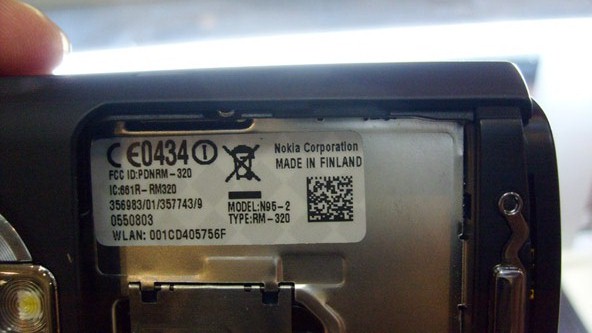 CE0434
Nokia Corporation
MADE IN FINLAND
FCC ID:PDNRM-320
IC:661R-RM320
356983/01/357743/9
MODEL:N95-2
0550803
TYPE:RM-320
WLAN: 001CD405756F